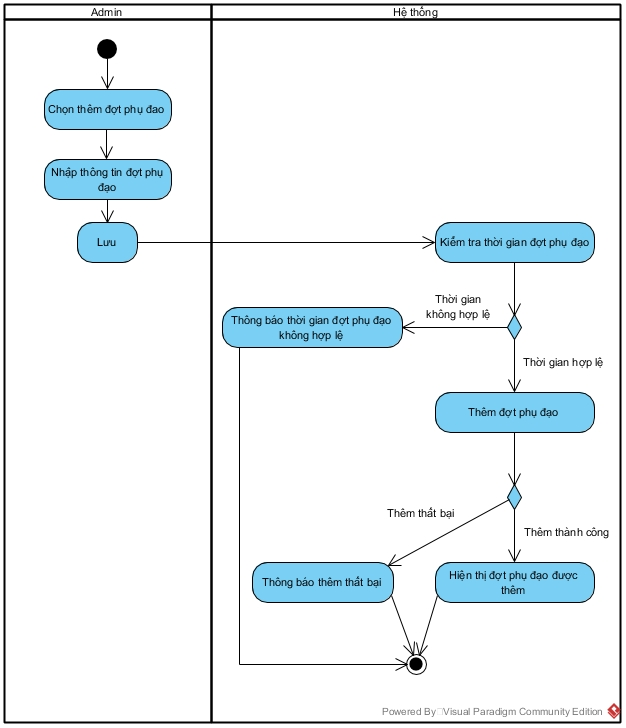 Admin
Hệ thống
Chọn thêm đợt phụ đao
Nhập thông tin đợt phụ
đạo
Lưu
Kiểm tra thời gian đợt phụ đạo
Thời gian
không hợp lệ
Thông báo thời gian đợt phụ đạo
không hợp lệ
Thời gian hợp lệ
Thêm đợt phụ đạo
Thêm thất bại
Thêm thành công
Thông báo thêm thất bại
Hiện thị đợt phụ đạo được
thêm
Powered By Visual Paradigm Community Edition